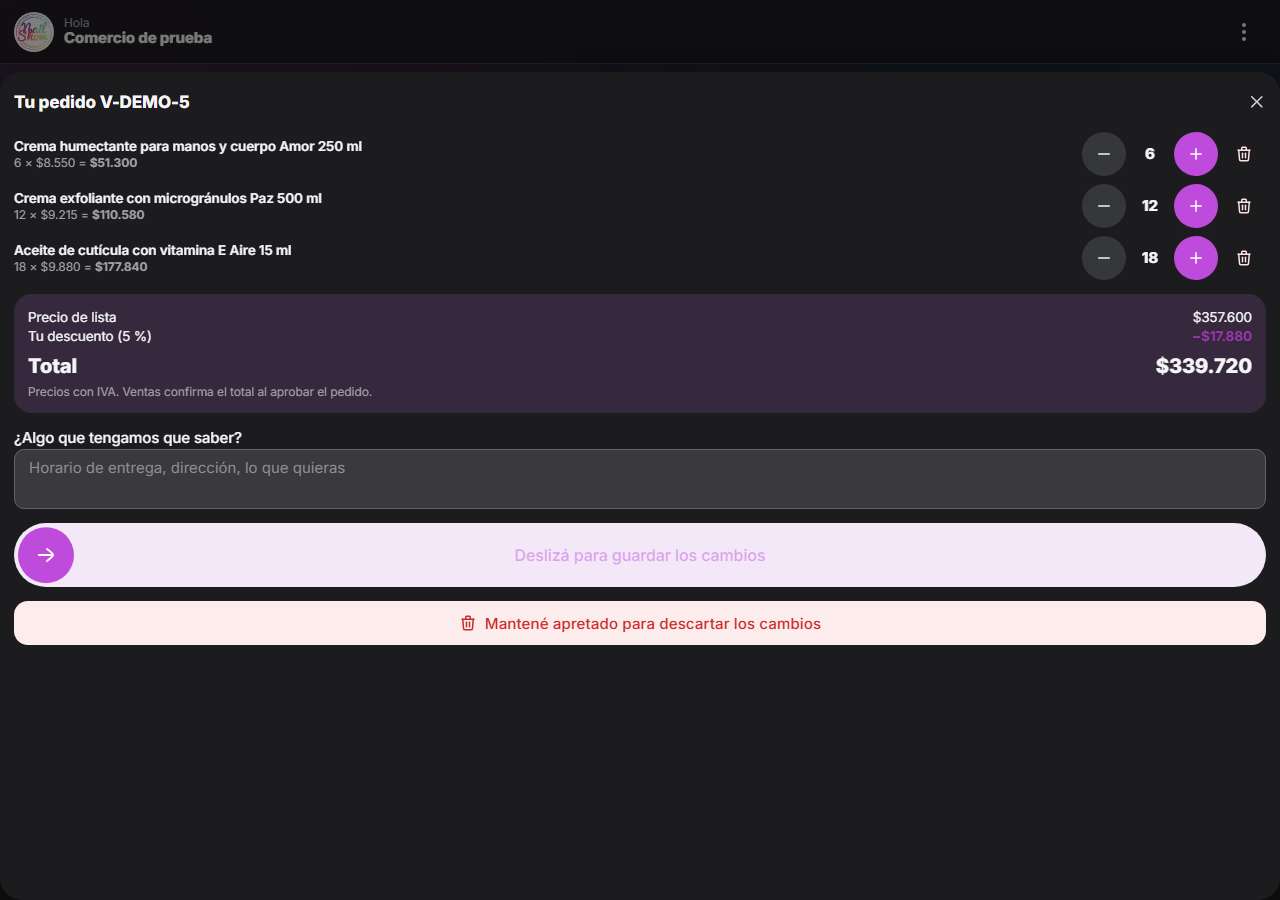 Hola
Comercio de prueba
Tu pedido V-DEMO-5
Crema humectante para manos y cuerpo Amor 250 ml
6 × $8.550 = $51.300
6
Crema exfoliante con microgránulos Paz 500 ml
12 × $9.215 = $110.580
12
Aceite de cutícula con vitamina E Aire 15 ml
18 × $9.880 = $177.840
18
Precio de lista $357.600
Tu descuento (5 %) −$17.880
Total $339.720
Precios con IVA. Ventas confirma el total al aprobar el pedido.
¿Algo que tengamos que saber?
Horario de entrega, dirección, lo que quieras
Deslizá para guardar los cambios
Mantené apretado para descartar los cambios